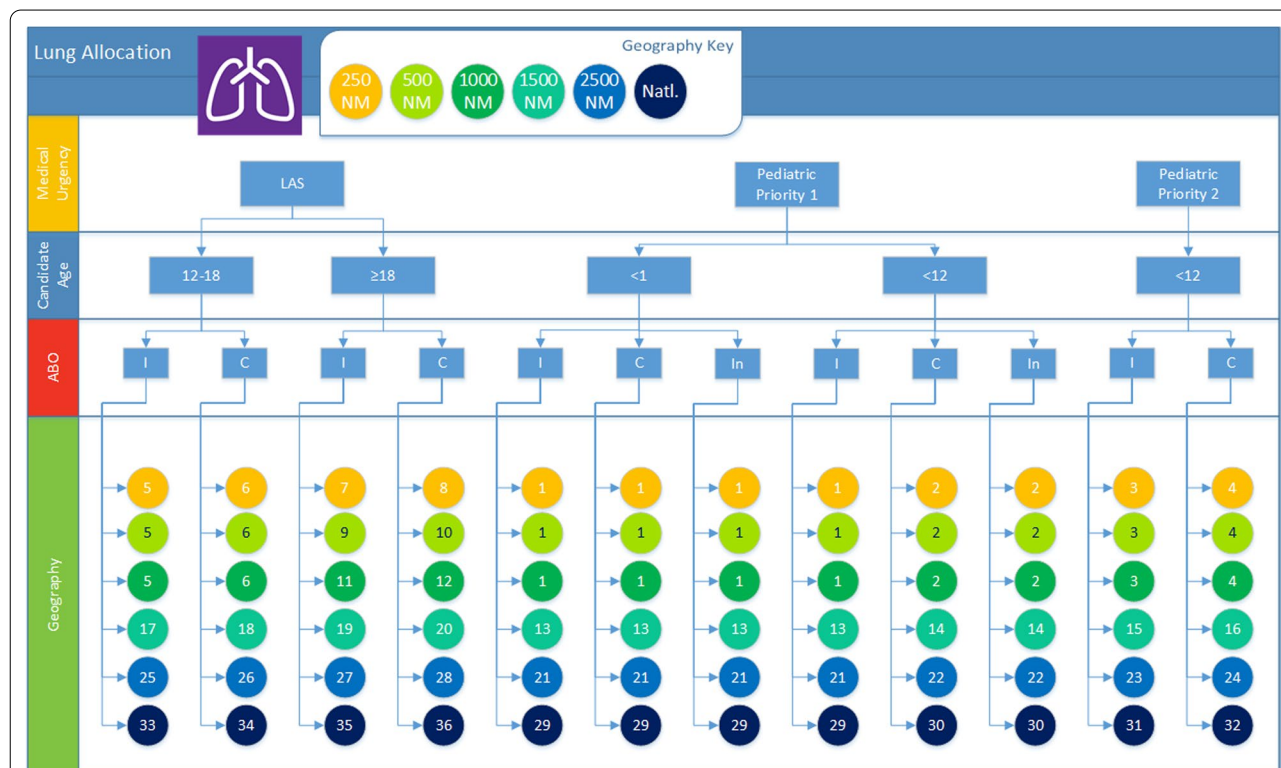 Lung Allocation
Geography Key
250 NM
500 NM
1000 NM
1500 NM
2500 NM
Natl.
Medical Urgency
LAS
Pediatric Priority 1
Pediatric Priority 2
Candidate Age
12-18
≥18
<1
<12
<12
ABO
I C I C I C In I C In I C
Geography
5 6 7 8 1 1 1 1 2 2 3 4
5 6 9 10 1 1 1 1 2 2 3 4
5 6 11 12 1 1 1 1 2 2 3 4
17 18 19 20 13 13 13 13 14 14 15 16
25 26 27 28 21 21 21 21 22 22 23 24
33 34 35 36 29 29 29 29 30 30 31 32